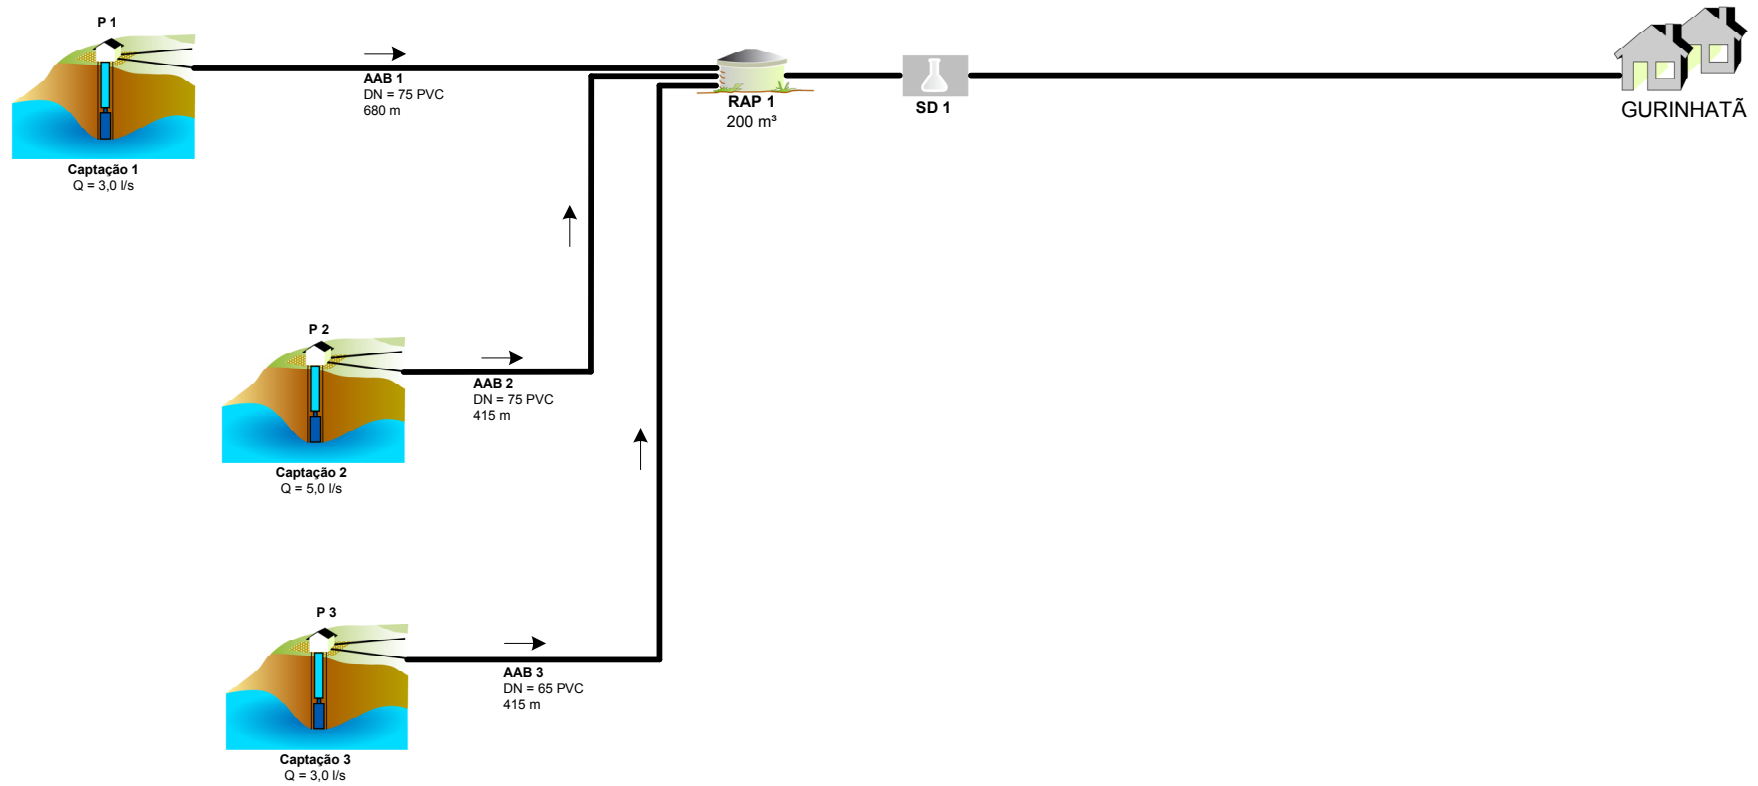 P 1
AAB 1
DN = 75 PVC
680 m
Captação 1
Q = 3,0 l/s
RAP 1
200 m³
SD 1
GURINHATÃ
P 2
AAB 2
DN = 75 PVC
415 m
Captação 2
Q = 5,0 l/s
P 3
AAB 3
DN = 65 PVC
415 m
Captação 3
Q = 3,0 l/s